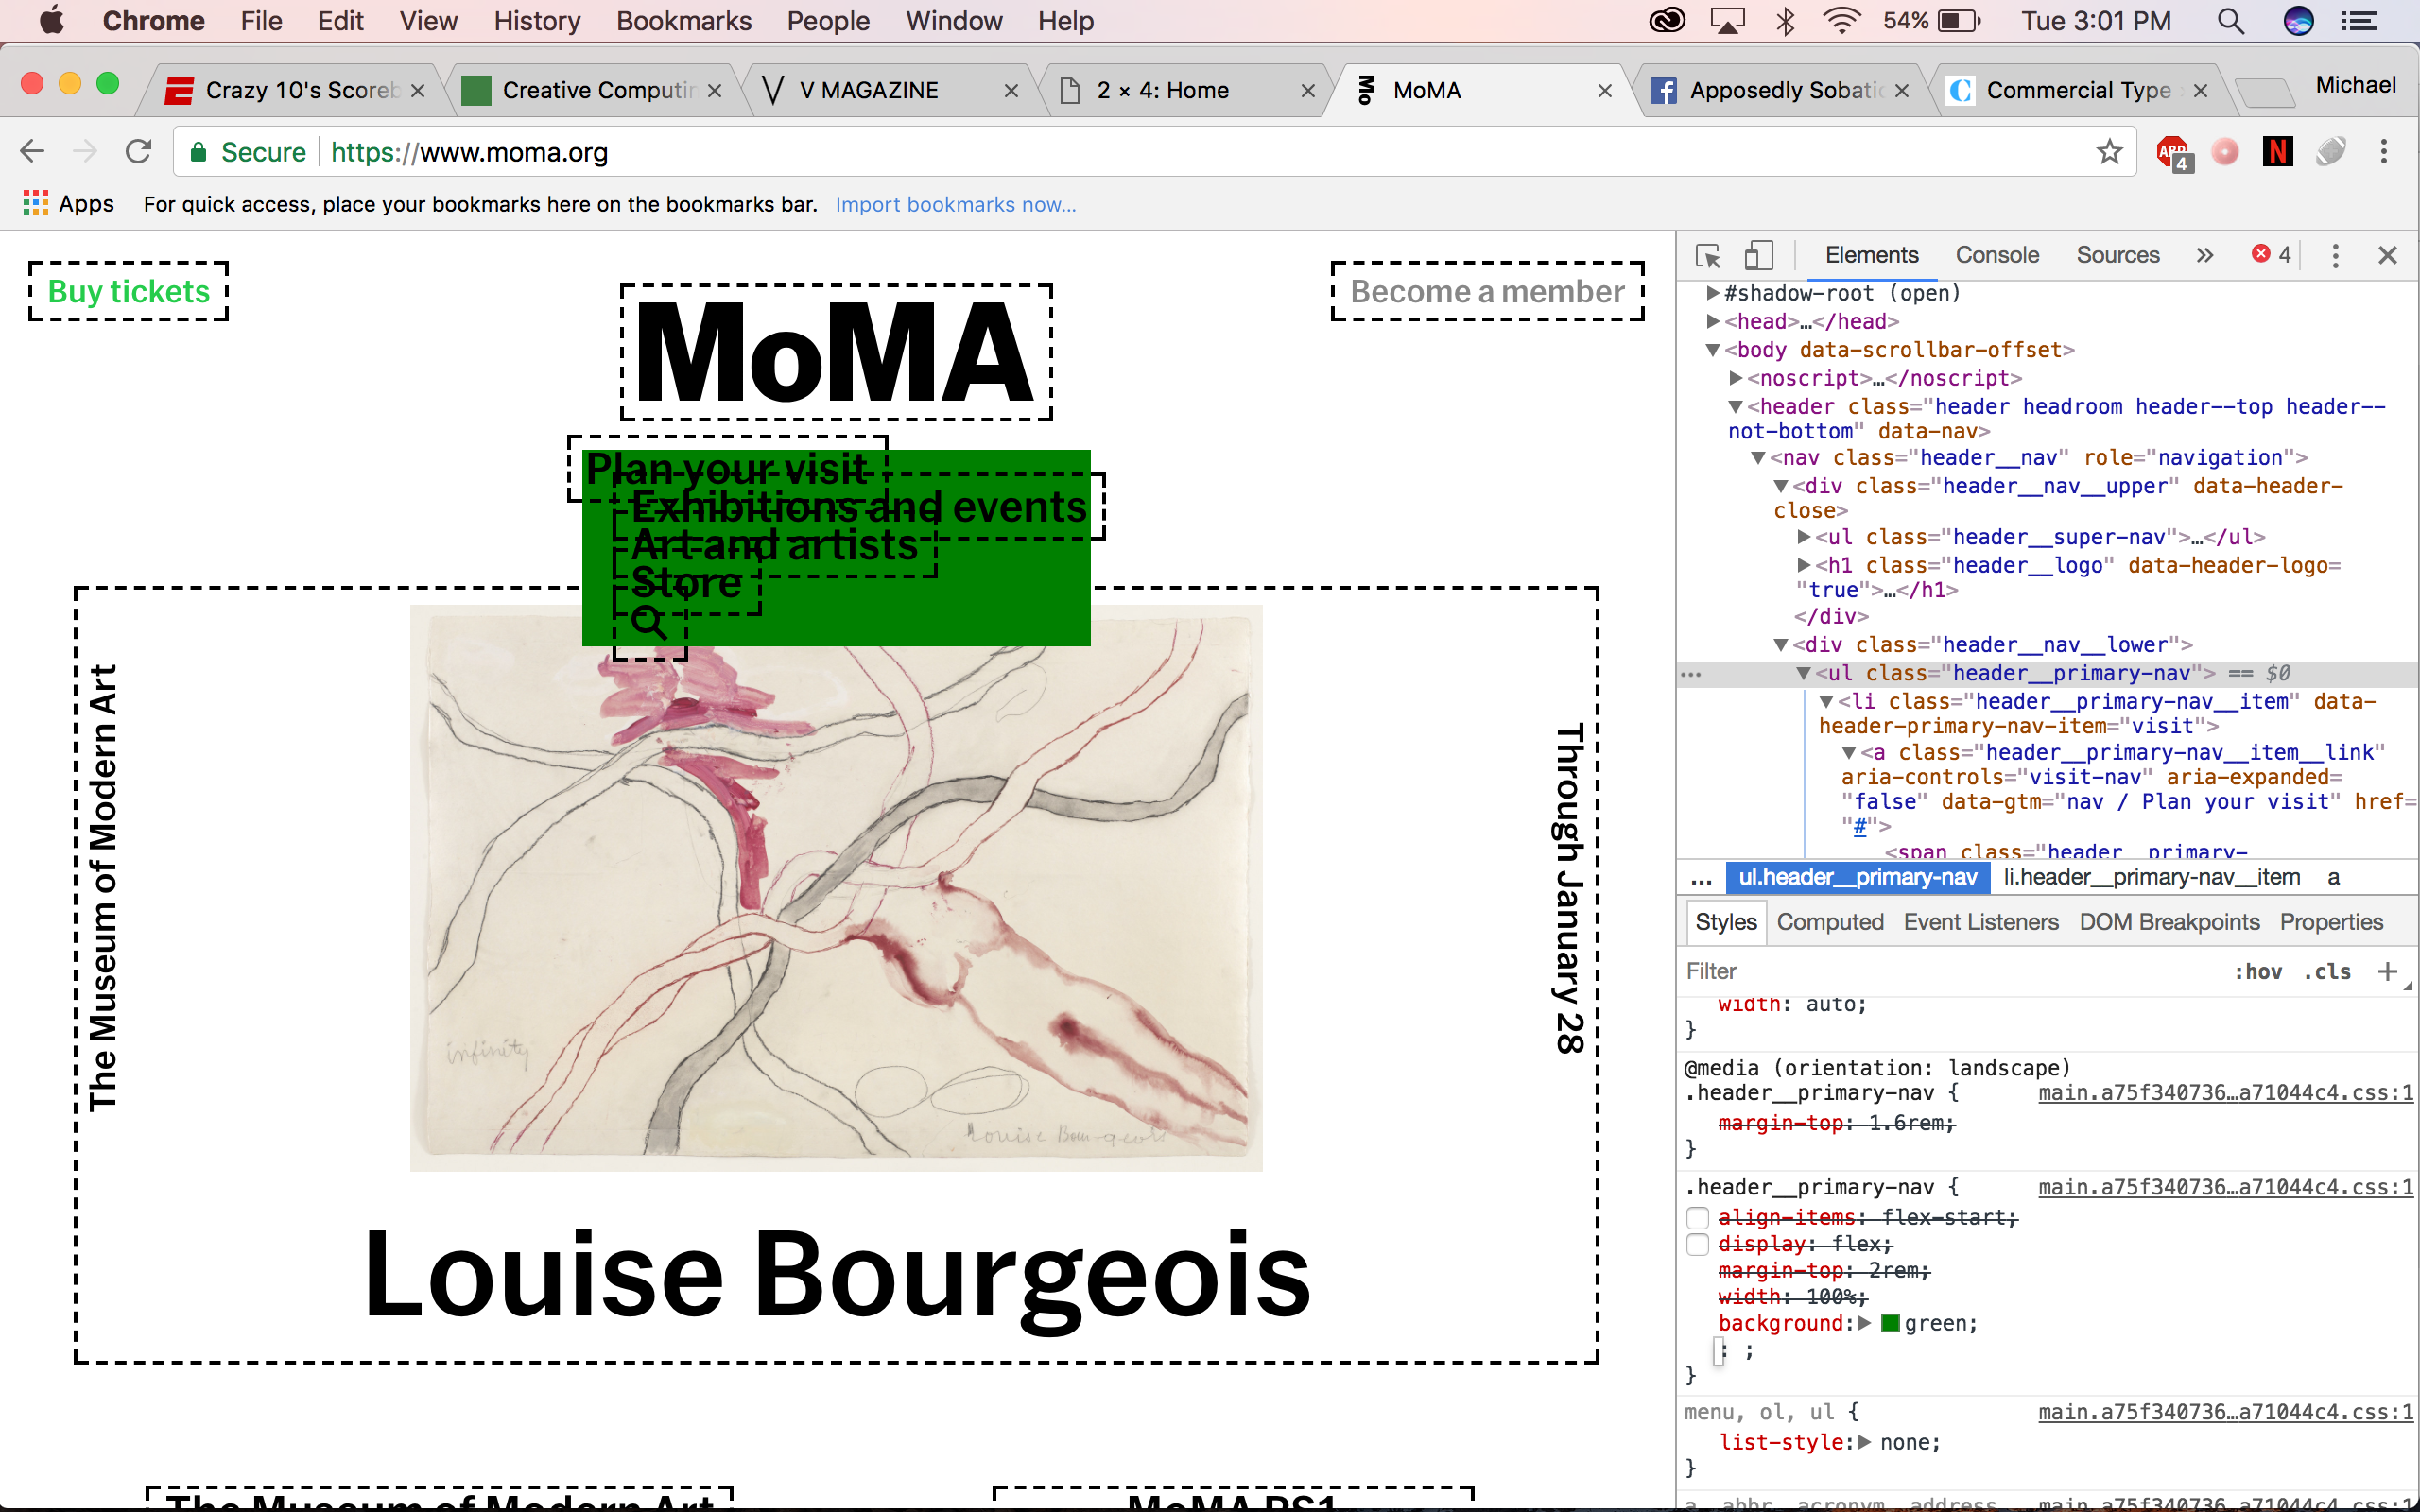 Chrome File Edit View History Bookmarks People Window Help 54% Tue 3:01 PM
Crazy 10's Scoreb Creative Computin V MAGAZINE 2 × 4: Home MoMA Apposedly Sobatic Commercial Type Michael
Secure https://www.moma.org ABP 4 N
Apps For quick access, place your bookmarks here on the bookmarks bar. Import bookmarks now...
Buy tickets
Become a member
MoMA
Plan your visit
Exhibitions and events
Art and artists
Store
The Museum of Modern Art
Through January 28
infinity
Louise Bourgeois
Louise Bourgeois
The Museum of Modern Art
MoMA PS1
Elements Console Sources » 4
#shadow-root (open)
<head>…</head>
<body data-scrollbar-offset>
<noscript>…</noscript>
<header class="header headroom header--top header--
not-bottom" data-nav>
<nav class="header__nav" role="navigation">
<div class="header__nav__upper" data-header-
close>
<ul class="header__super-nav">…</ul>
<h1 class="header__logo" data-header-logo=
"true">…</h1>
</div>
<div class="header__nav__lower">
… <ul class="header__primary-nav"> == $0
<li class="header__primary-nav__item" data-
header-primary-nav-item="visit">
<a class="header__primary-nav__item__link"
aria-controls="visit-nav" aria-expanded=
"false" data-gtm="nav / Plan your visit" href=
"#">
<span class="header__primary-
… ul.header__primary-nav li.header__primary-nav__item a
Styles Computed Event Listeners DOM Breakpoints Properties
Filter :hov .cls +
width: auto;
}
@media (orientation: landscape)
.header__primary-nav { main.a75f340736…a71044c4.css:1
margin-top: 1.6rem;
}
.header__primary-nav { main.a75f340736…a71044c4.css:1
align-items: flex-start;
display: flex;
margin-top: 2rem;
width: 100%;
background: green;
: ;
}
menu, ol, ul { main.a75f340736…a71044c4.css:1
list-style: none;
}
a, abbr, acronym, address, main.a75f340736…a71044c4.css:1